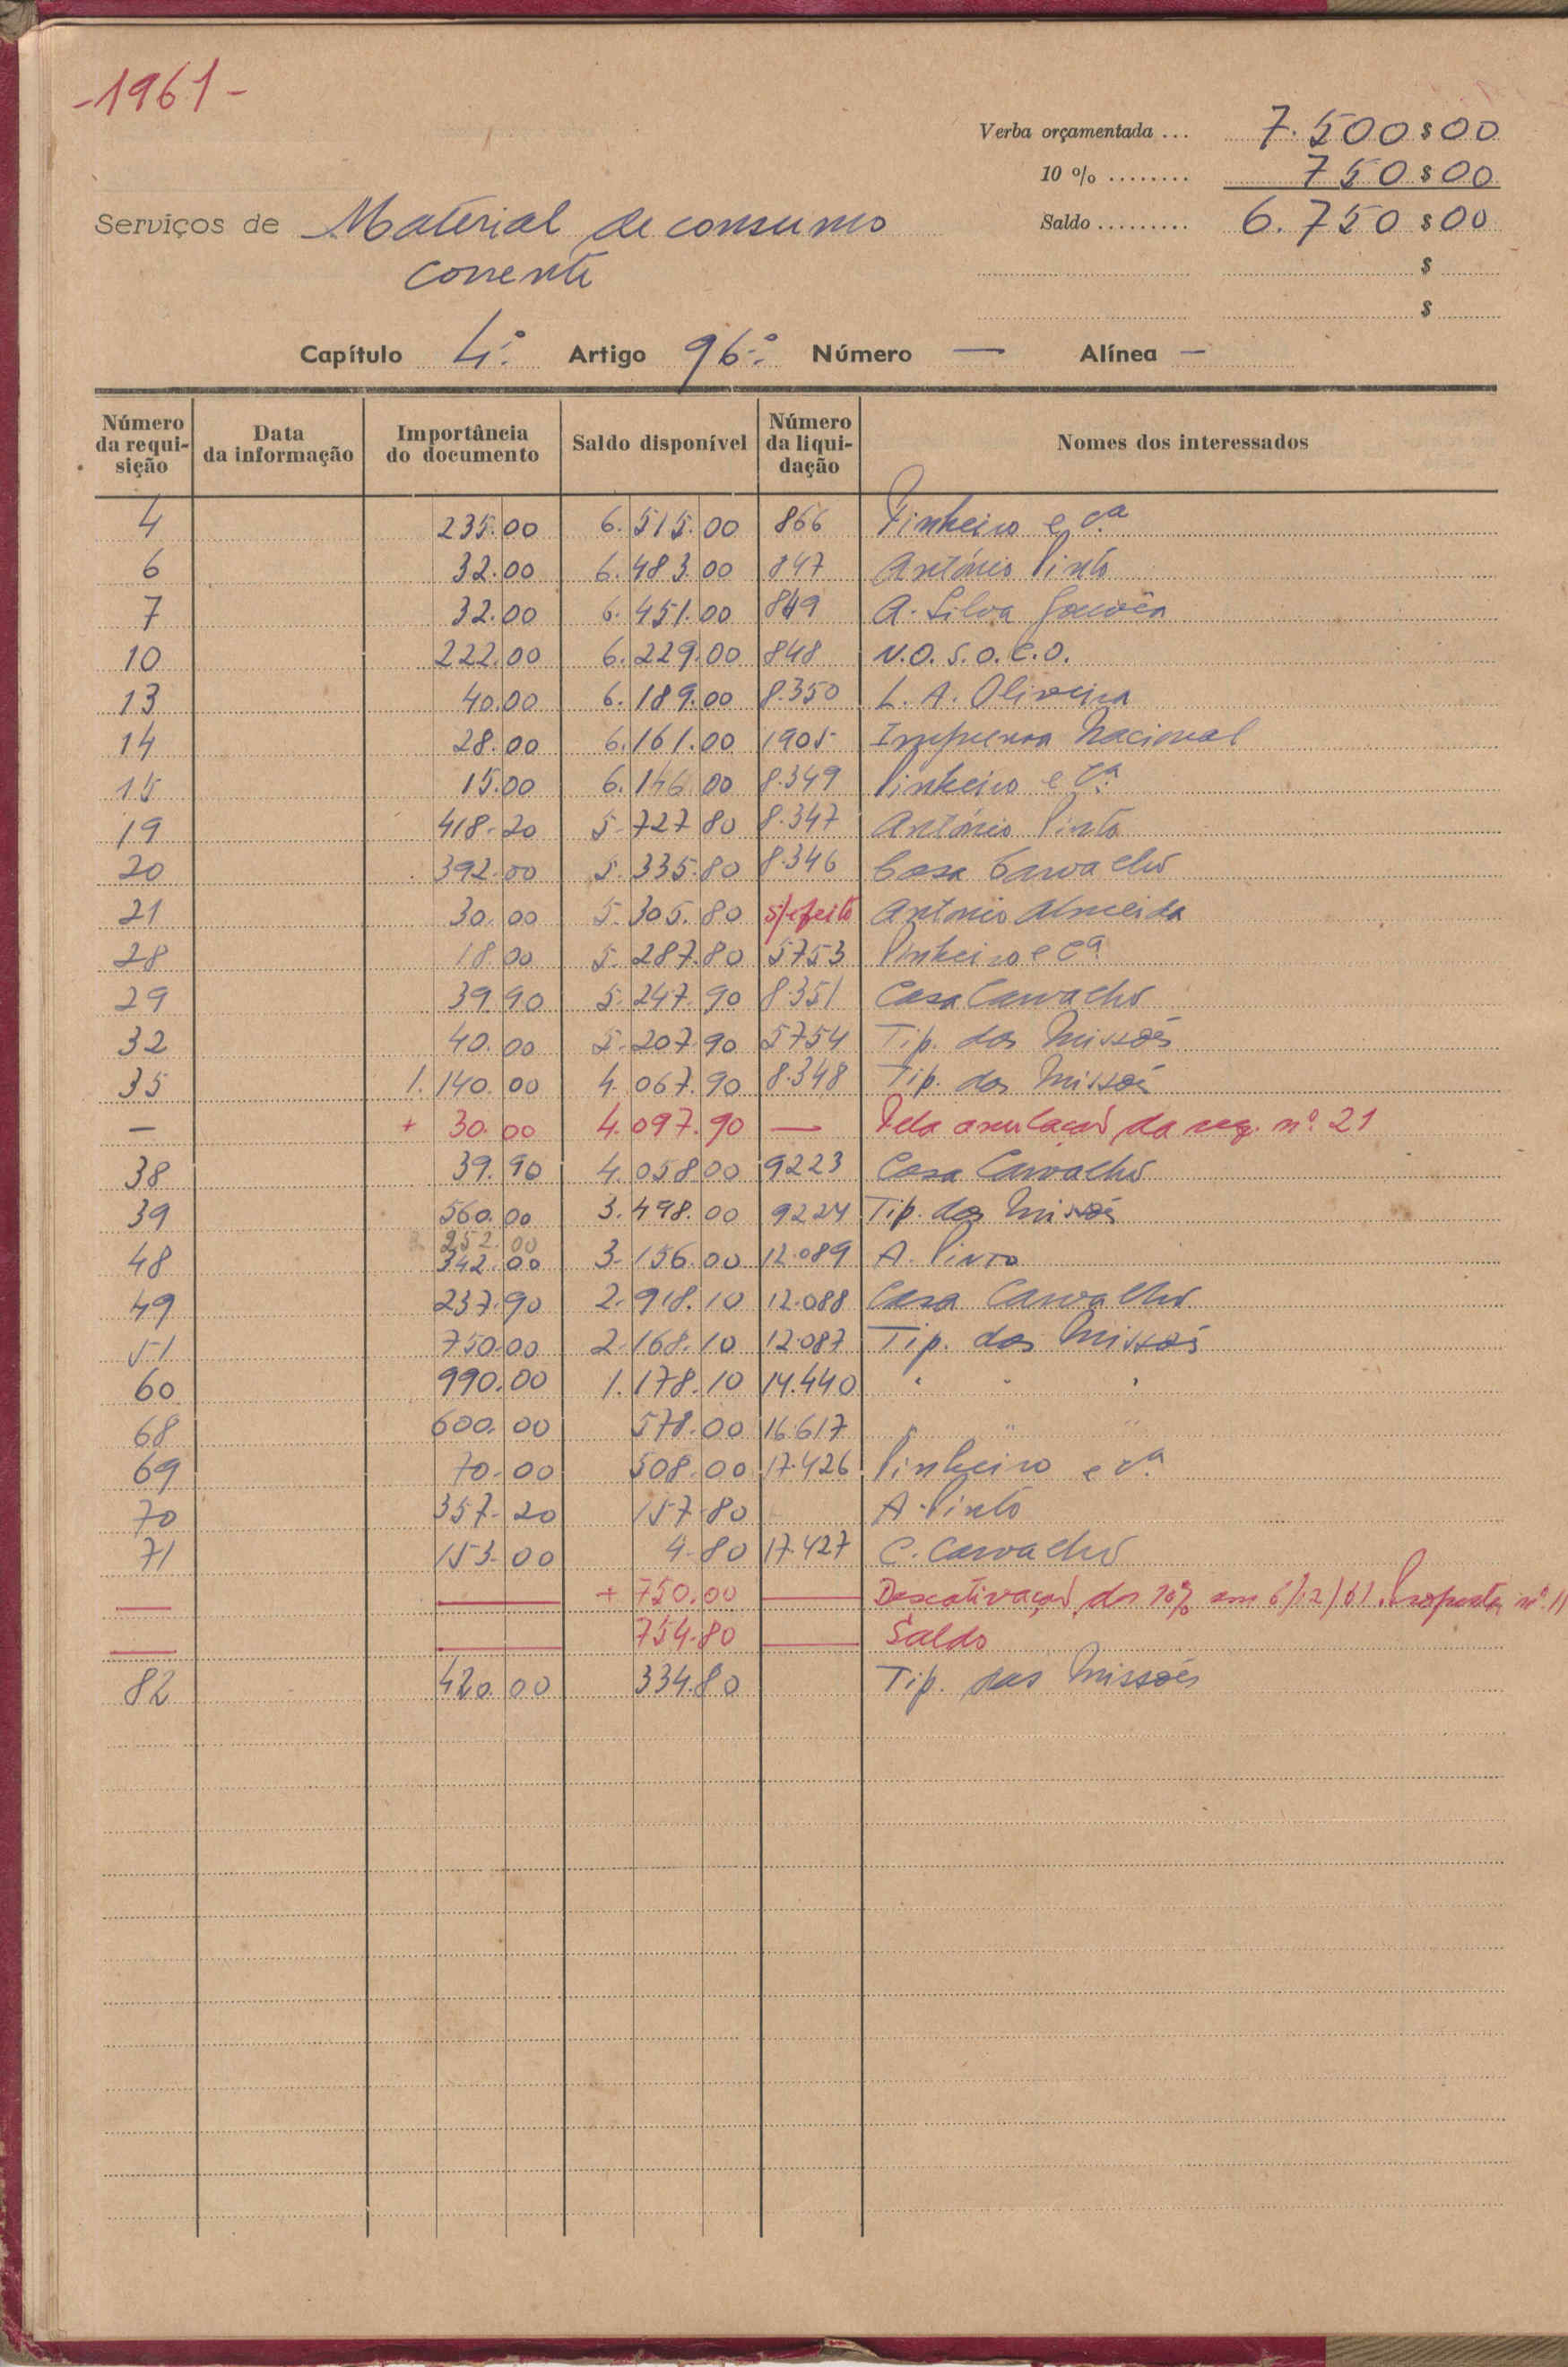 -1961-
Verba orçamentada ... 7.500$00
10 % ........ 750$00
Serviços de Material de consumo Saldo ......... 6.750$00
corrente $
$
Capítulo 4.º Artigo 96.º Número — Alínea —
Número da requi-sição Data da informação Importância do documento Saldo disponível Número da liqui-dação Nomes dos interessados
4 235.00 6.515.00 866 Pinheiro e C.ª
6 32.00 6.483.00 847 António Pinto
7 32.00 6.451.00 849 A. Silva
10 222.00 6.229.00 848 N.O.S.O.C.O.
13 40.00 6.189.00 8.350 L. A. Oliveira
14 28.00 6.161.00 1905 Imprensa Nacional
15 15.00 6.146.00 8.349 Pinheiro e C.ª
19 418.20 5.727.80 8.347 António Pinto
20 392.00 5.335.80 8.346 Casa Carvalho
21 30.00 5.305.80 s/efeito Antonio Almeida
28 18.00 5.287.80 5753 Pinheiro e Cª
29 39.90 5.247.90 8.351 Casa Carvalho
32 40.00 5.207.90 5754 Tip. das Missões
35 1.140.00 4.067.90 8.348 Tip. das Missões
— + 30.00 4.097.90 — Pela anulação da req. nº. 21
38 39.90 4.058.00 9223 Casa Carvalho
39 560.00 3.498.00 9224 Tip. das Missões
252.00
48 342.00 3.156.00 12.089 A. Pinto
49 237.90 2.918.10 12.088 Casa Carvalho
51 750.00 2.168.10 12.087 Tip. das Missões
60 990.00 1.178.10 14.440 " " "
68 600.00 578.00 16.617 " " "
69 70.00 508.00 17.426 Pinheiro e C.ª
70 357.20 157.80 A. Pinto
71 153.00 4.80 17.427 C. Carvalho
— — + 750.00 — Descativação dos 10% em 6/12/61. Proposta nº. 11
— — 754.80 — Saldo
82 420.00 334.80 Tip. das Missões